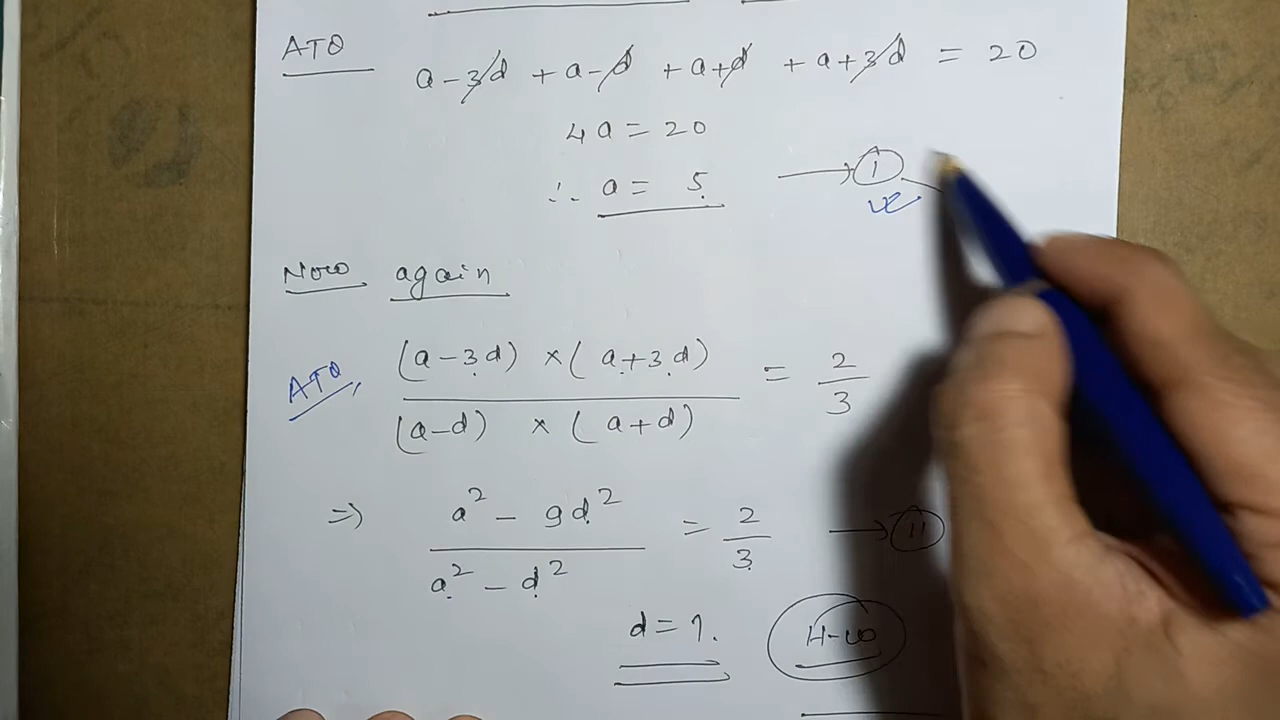 ATQ
a - 3d + a - d + a + d + a + 3d = 20
4a = 20
∴ a = 5. → (I)
Now again
ATQ, (a - 3d) × (a + 3d) / (a - d) × (a + d) = 2/3
⇒ a² - 9d² / a² - d² = 2/3 → (II)
d = ?. H-w